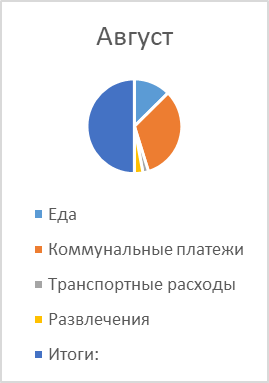 Август
Еда
Коммунальные платежи
Транспортные расходы
Развлечения
Итоги: